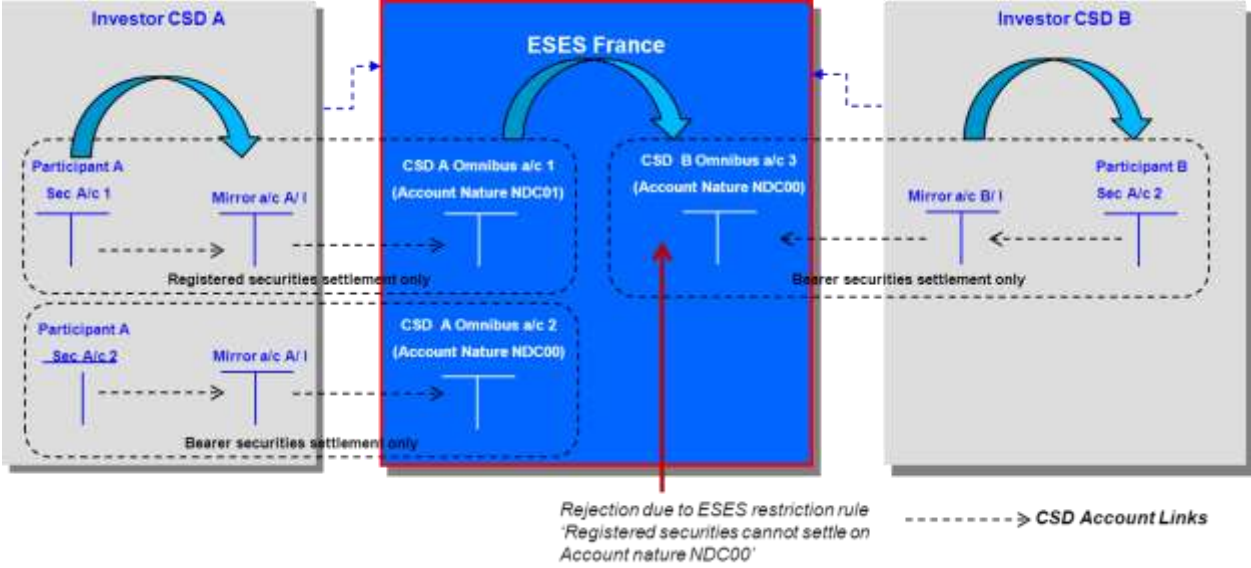 Investor CSD A
ESES France
Investor CSD B
Participant A
Sec A/c 1
Mirror a/c A/ I
CSD A Omnibus a/c 1
(Account Nature NDC01)
CSD B Omnibus a/c 3
(Account Nature NDC00)
Mirror a/c B/ I
Participant B
Sec A/c 2
Registered securities settlement only
Bearer securities settlement only
Participant A
Sec A/c 2
Mirror a/c A/ I
CSD A Omnibus a/c 2
(Account Nature NDC00)
Bearer securities settlement only
Rejection due to ESES restriction rule
'Registered securities cannot settle on
Account nature NDC00'
CSD Account Links